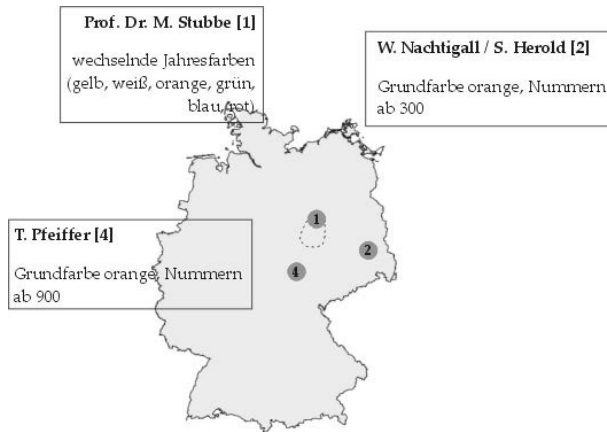 Prof. Dr. M. Stubbe [1]
wechselnde Jahresfarben
(gelb, weiß, orange, grün,
blau, rot)
W. Nachtigall / S. Herold [2]
Grundfarbe orange, Nummern
ab 300
T. Pfeiffer [4]
Grundfarbe orange, Nummern
ab 900
1
2
4